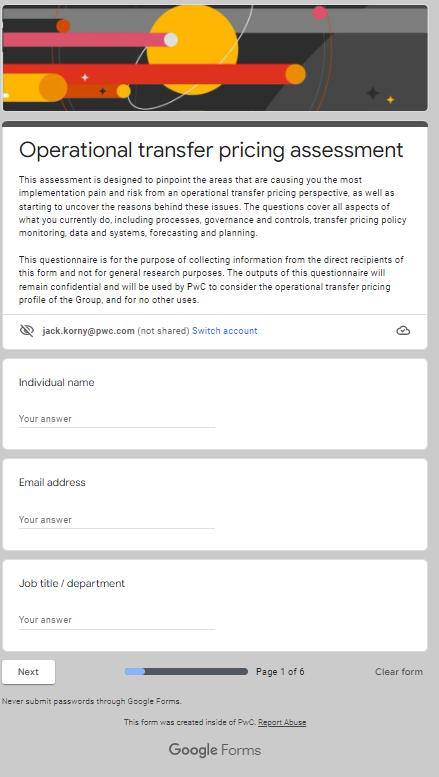 Operational transfer pricing assessment
This assessment is designed to pinpoint the areas that are causing you the most
implementation pain and risk from an operational transfer pricing perspective, as well as
starting to uncover the reasons behind these issues. The questions cover all aspects of
what you currently do, including processes, governance and controls, transfer pricing policy
monitoring, data and systems, forecasting and planning.
This questionnaire is for the purpose of collecting information from the direct recipients of
this form and not for general research purposes. The outputs of this questionnaire will
remain confidential and will be used by PwC to consider the operational transfer pricing
profile of the Group, and for no other uses.
jack.korny@pwc.com (not shared) Switch account
Individual name
Your answer
Email address
Your answer
Job title / department
Your answer
Next Page 1 of 6 Clear form
Never submit passwords through Google Forms.
This form was created inside of PwC. Report Abuse
Google Forms